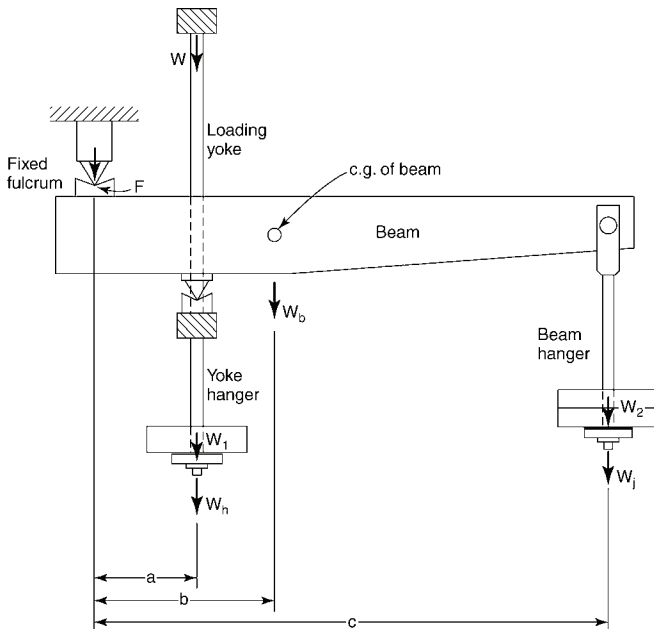 W
Loading
yoke
Fixed
fulcrum
F
c.g. of beam
Beam
W_b
Yoke
hanger
Beam
hanger
W_1
W_2
W_h
W_j
a
b
c